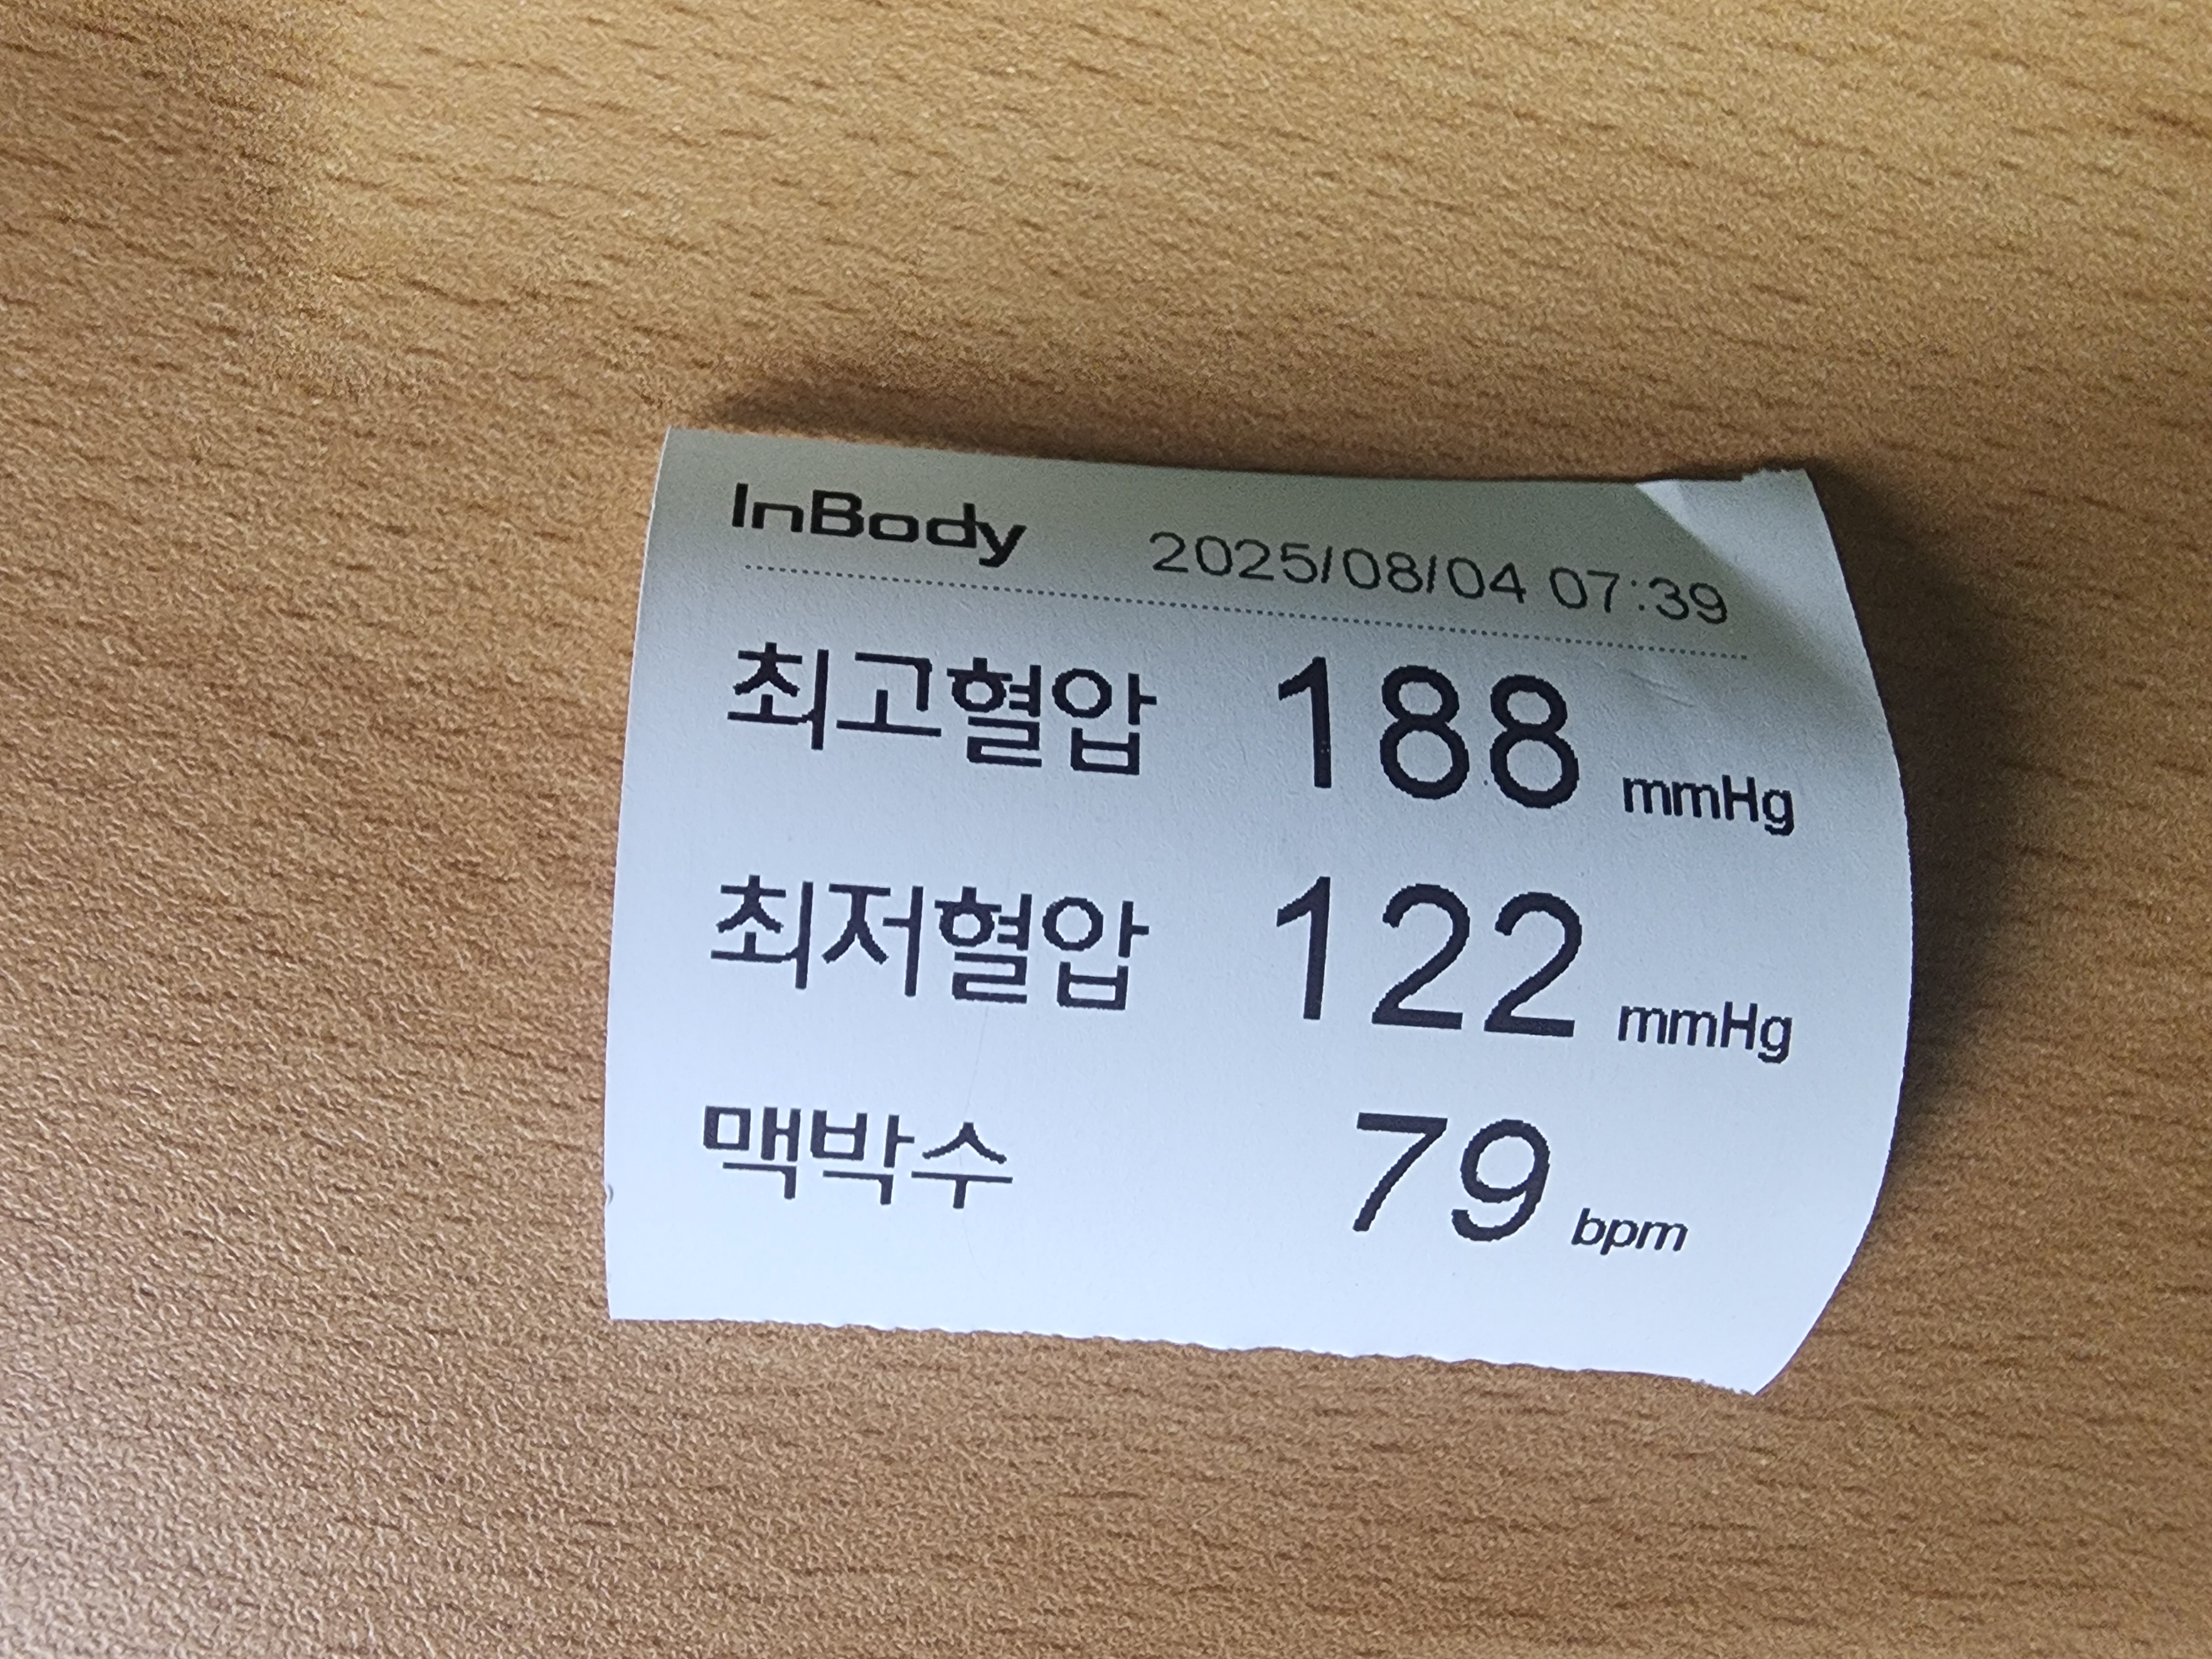 InBody 2025/08/04 07:39
최고혈압 188 mmHg
최저혈압 122 mmHg
맥박수 79 bpm